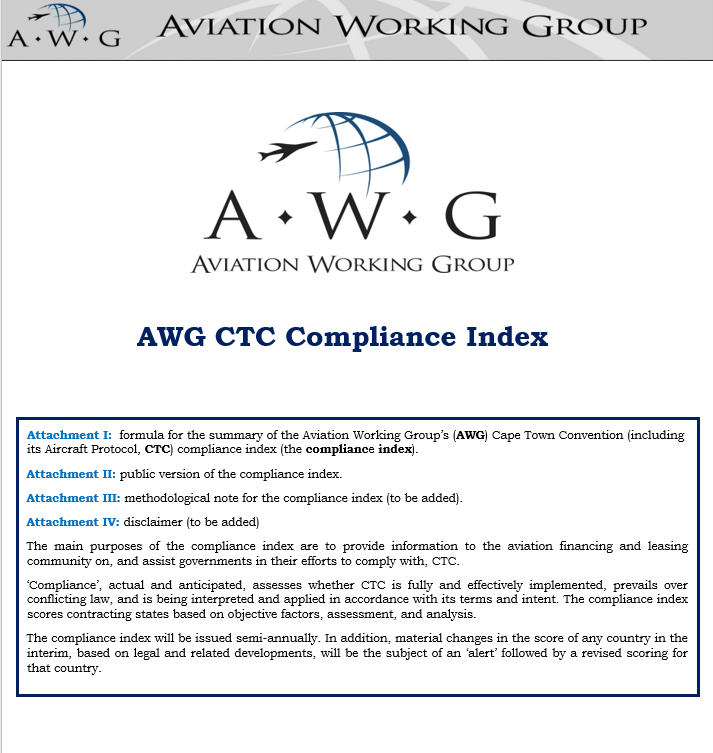 A · W · G
AVIATION WORKING GROUP
A · W · G
AVIATION WORKING GROUP
AWG CTC Compliance Index
Attachment I: formula for the summary of the Aviation Working Group's (AWG) Cape Town Convention (including
its Aircraft Protocol, CTC) compliance index (the compliance index).
Attachment II: public version of the compliance index.
Attachment III: methodological note for the compliance index (to be added).
Attachment IV: disclaimer (to be added)
The main purposes of the compliance index are to provide information to the aviation financing and leasing
community on, and assist governments in their efforts to comply with, CTC.
'Compliance', actual and anticipated, assesses whether CTC is fully and effectively implemented, prevails over
conflicting law, and is being interpreted and applied in accordance with its terms and intent. The compliance index
scores contracting states based on objective factors, assessment, and analysis.
The compliance index will be issued semi-annually. In addition, material changes in the score of any country in the
interim, based on legal and related developments, will be the subject of an 'alert' followed by a revised scoring for
that country.